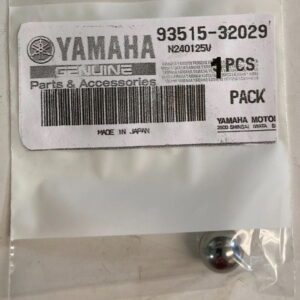 YAMAHA 93515-32029
N240125V
GENUINE
Parts & Accessories
1 PCS
PACK
MADE IN JAPAN
YAMAHA MOTOR